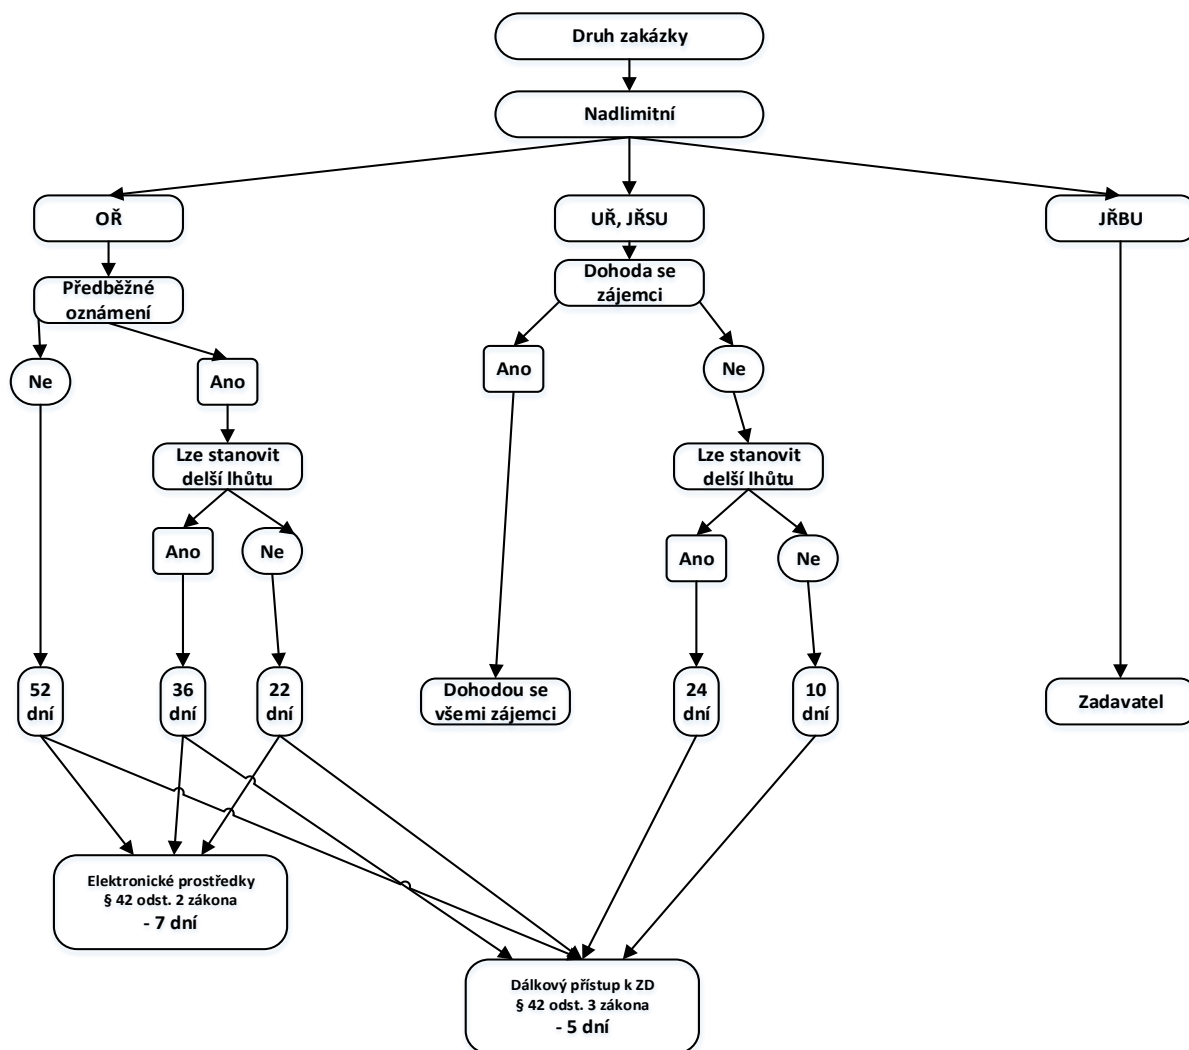 Druh zakázky
Nadlimitní
OŘ
UŘ, JŘSU
JŘBU
Předběžné
oznámení
Dohoda se
zájemci
Ne
Ano
Ano
Ne
Lze stanovit
delší lhůtu
Lze stanovit
delší lhůtu
Ano
Ne
Ano
Ne
52
dní
36
dní
22
dní
Dohodou se
všemi zájemci
24
dní
10
dní
Zadavatel
Elektronické prostředky
§ 42 odst. 2 zákona
- 7 dní
Dálkový přístup k ZD
§ 42 odst. 3 zákona
- 5 dní